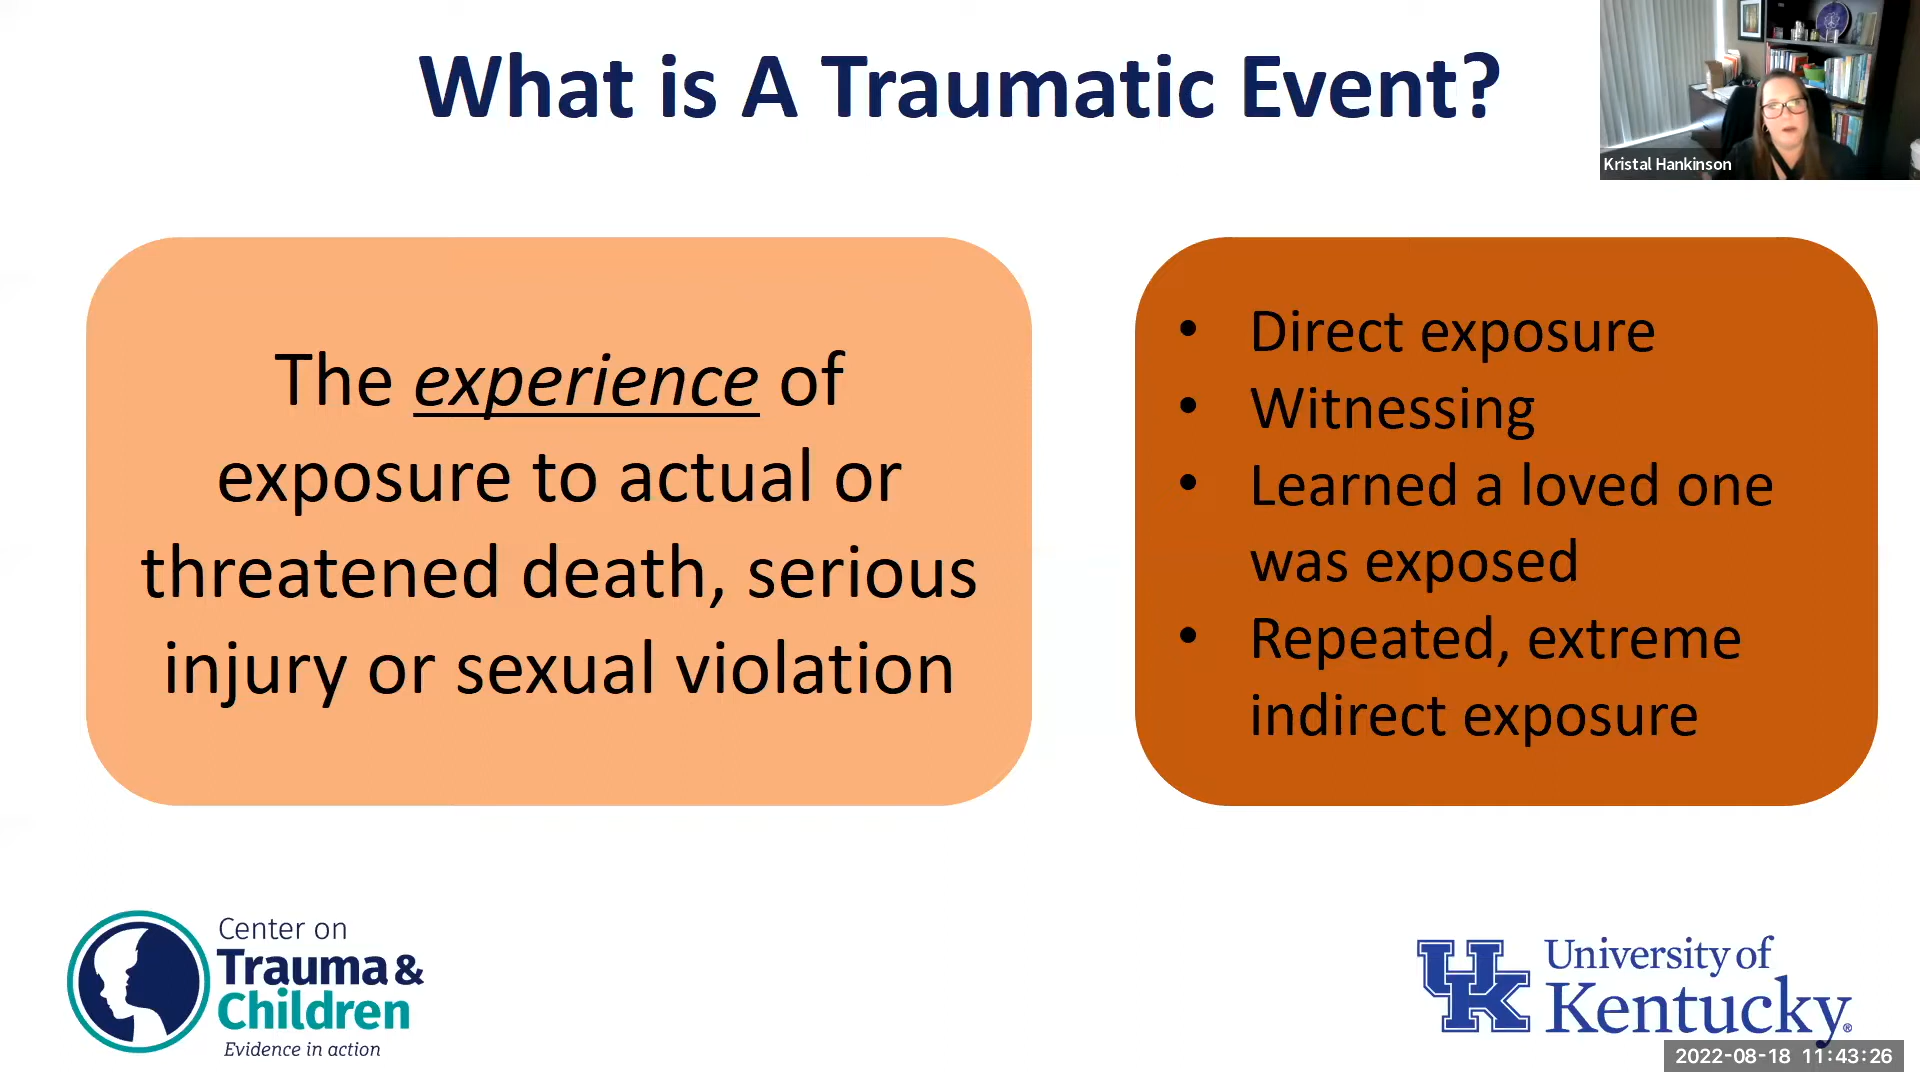 What is A Traumatic Event?
Kristal Hankinson
The experience of
exposure to actual or
threatened death, serious
injury or sexual violation
• Direct exposure
• Witnessing
• Learned a loved one
was exposed
• Repeated, extreme
indirect exposure
Center on
Trauma &
Children
Evidence in action
UK
University of
Kentucky®
2022-08-18 11:43:26